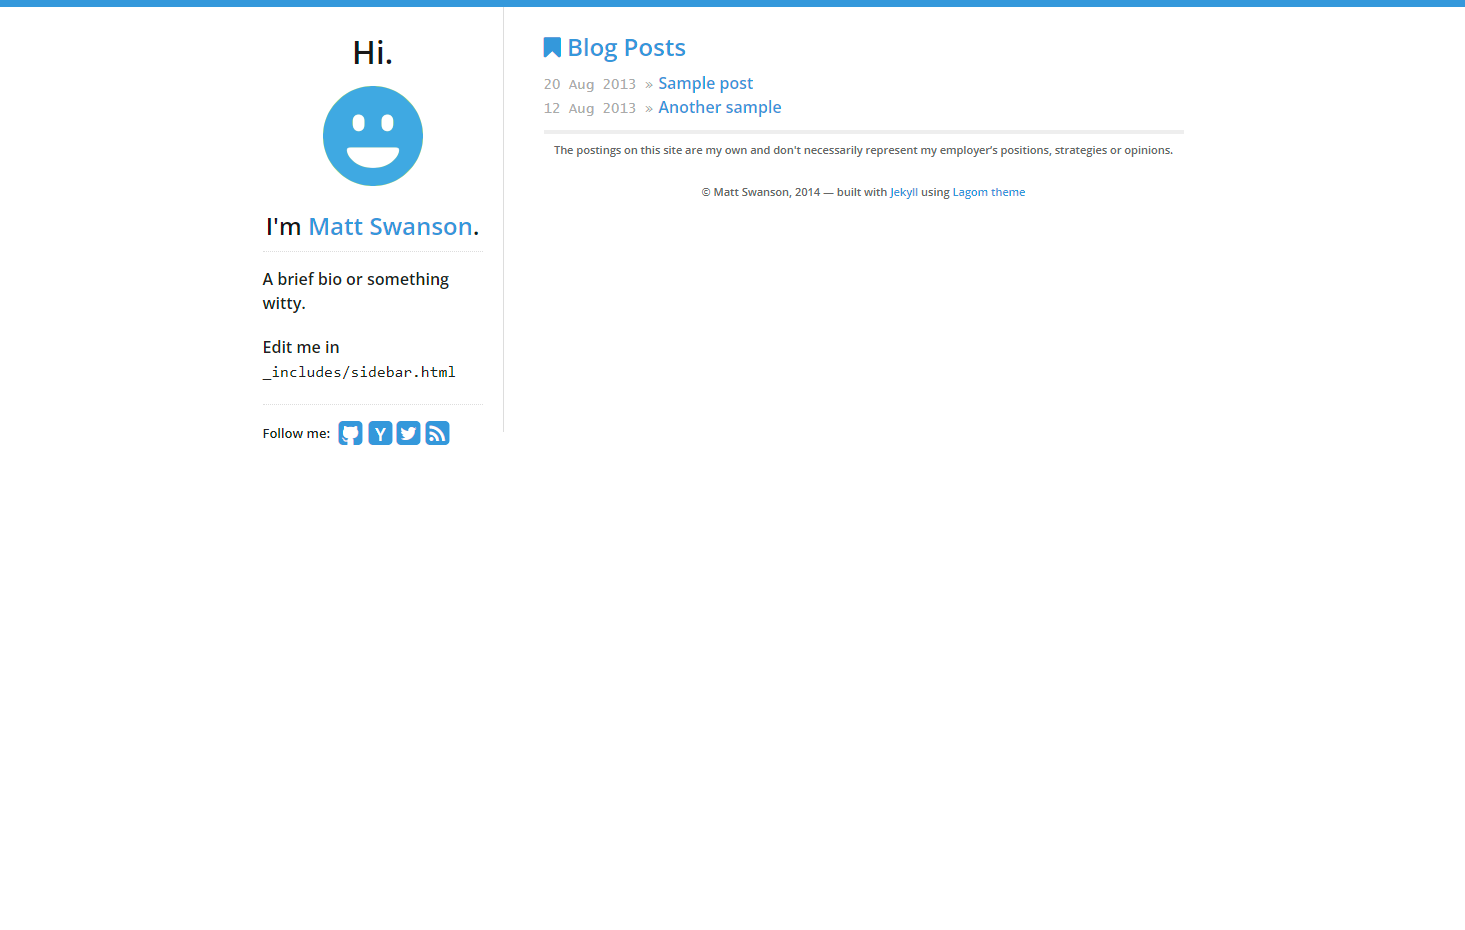 Hi.
I'm Matt Swanson.
A brief bio or something
witty.
Edit me in
_includes/sidebar.html
Follow me:
Y
Blog Posts
20 Aug 2013 » Sample post
12 Aug 2013 » Another sample
The postings on this site are my own and don't necessarily represent my employer's positions, strategies or opinions.
© Matt Swanson, 2014 — built with Jekyll using Lagom theme